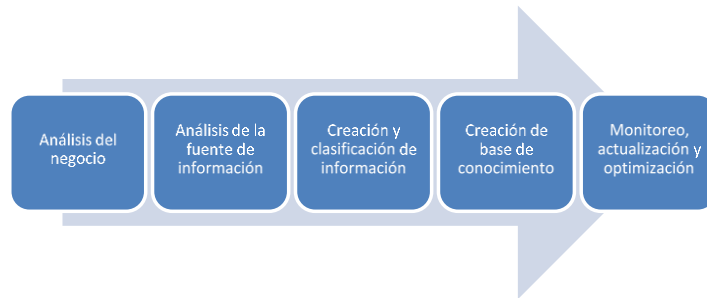 Análisis del
negocio
Análisis de la
fuente de
información
Creación y
clasificación de
información
Creación de
base de
conocimiento
Monitoreo,
actualización y
optimización